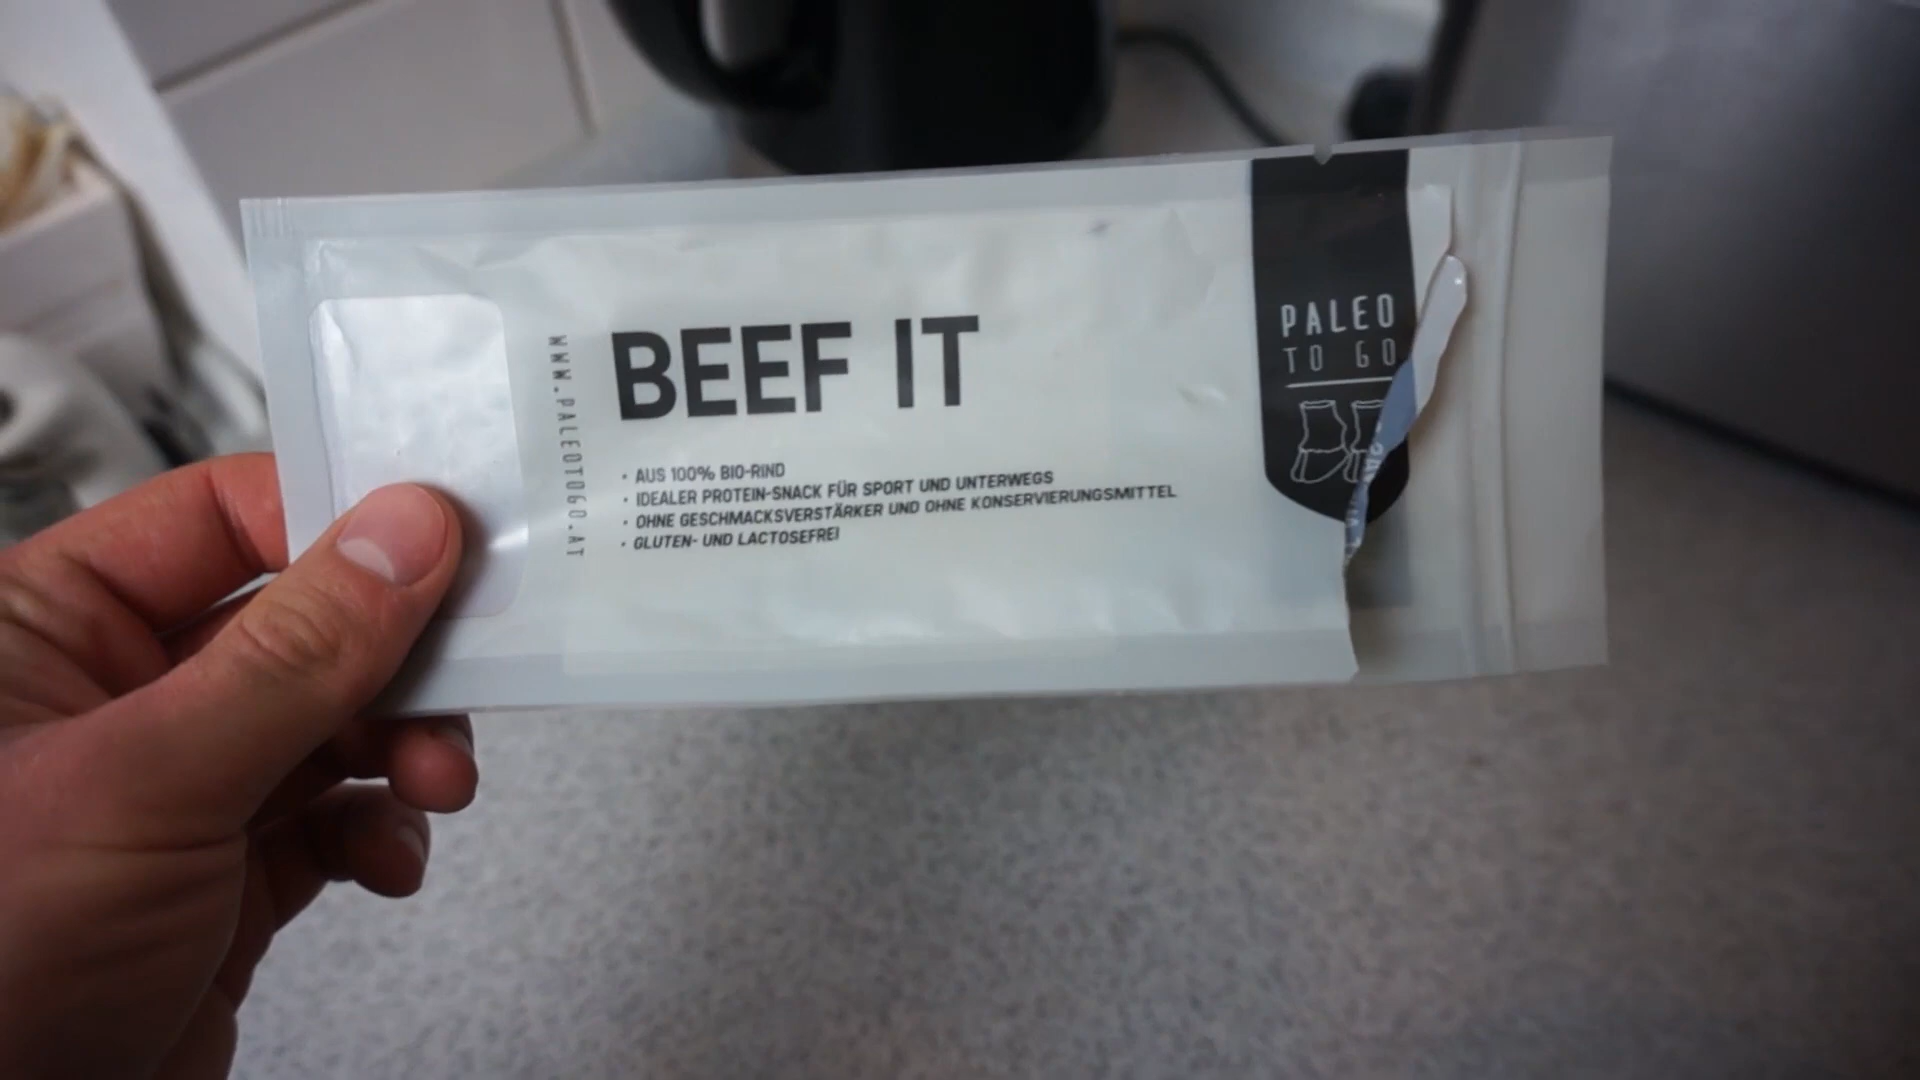 BEEF IT
• AUS 100% BIO-RIND
• IDEALER PROTEIN-SNACK FÜR SPORT UND UNTERWEGS
• OHNE GESCHMACKSVERSTÄRKER UND OHNE KONSERVIERUNGSMITTEL
• GLUTEN- UND LACTOSEFREI
WWW.PALEOTOGO.AT
PALEO
TO GO